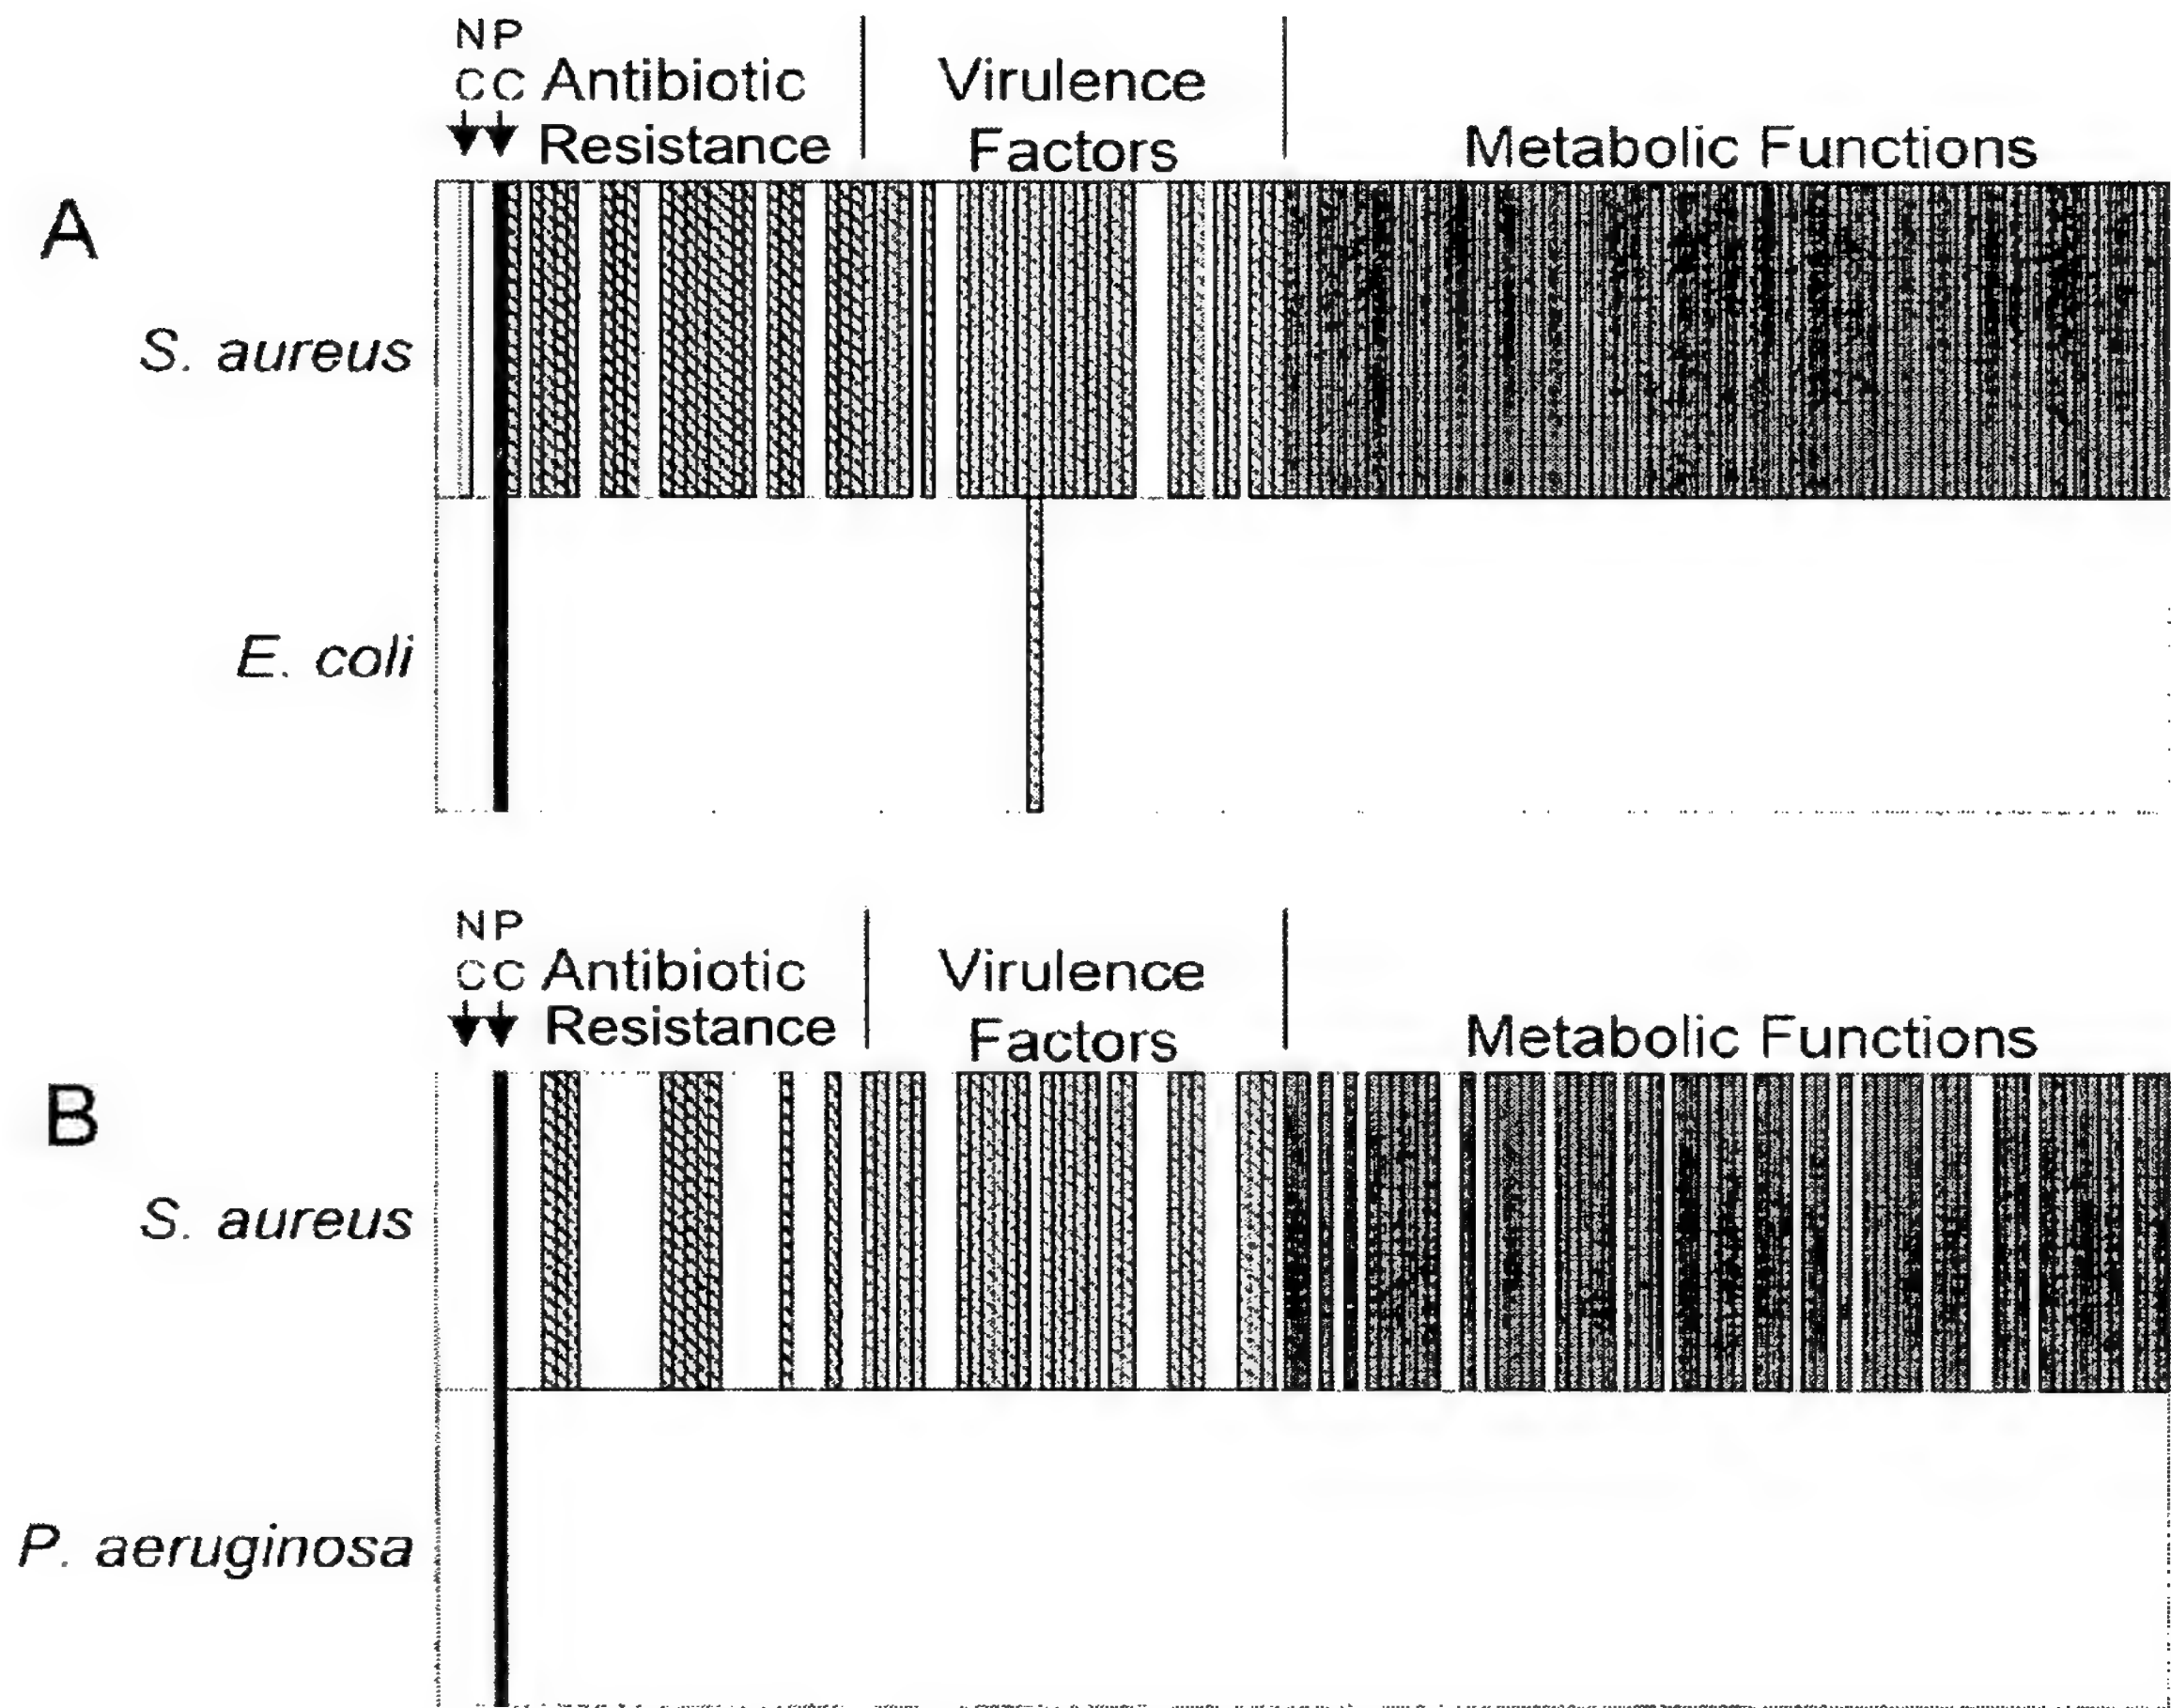 NP
CC Antibiotic
Resistance
Virulence
Factors
Metabolic Functions
A
S. aureus
E. coli
NP
CC Antibiotic
Resistance
Virulence
Factors
Metabolic Functions
B
S. aureus
P. aeruginosa